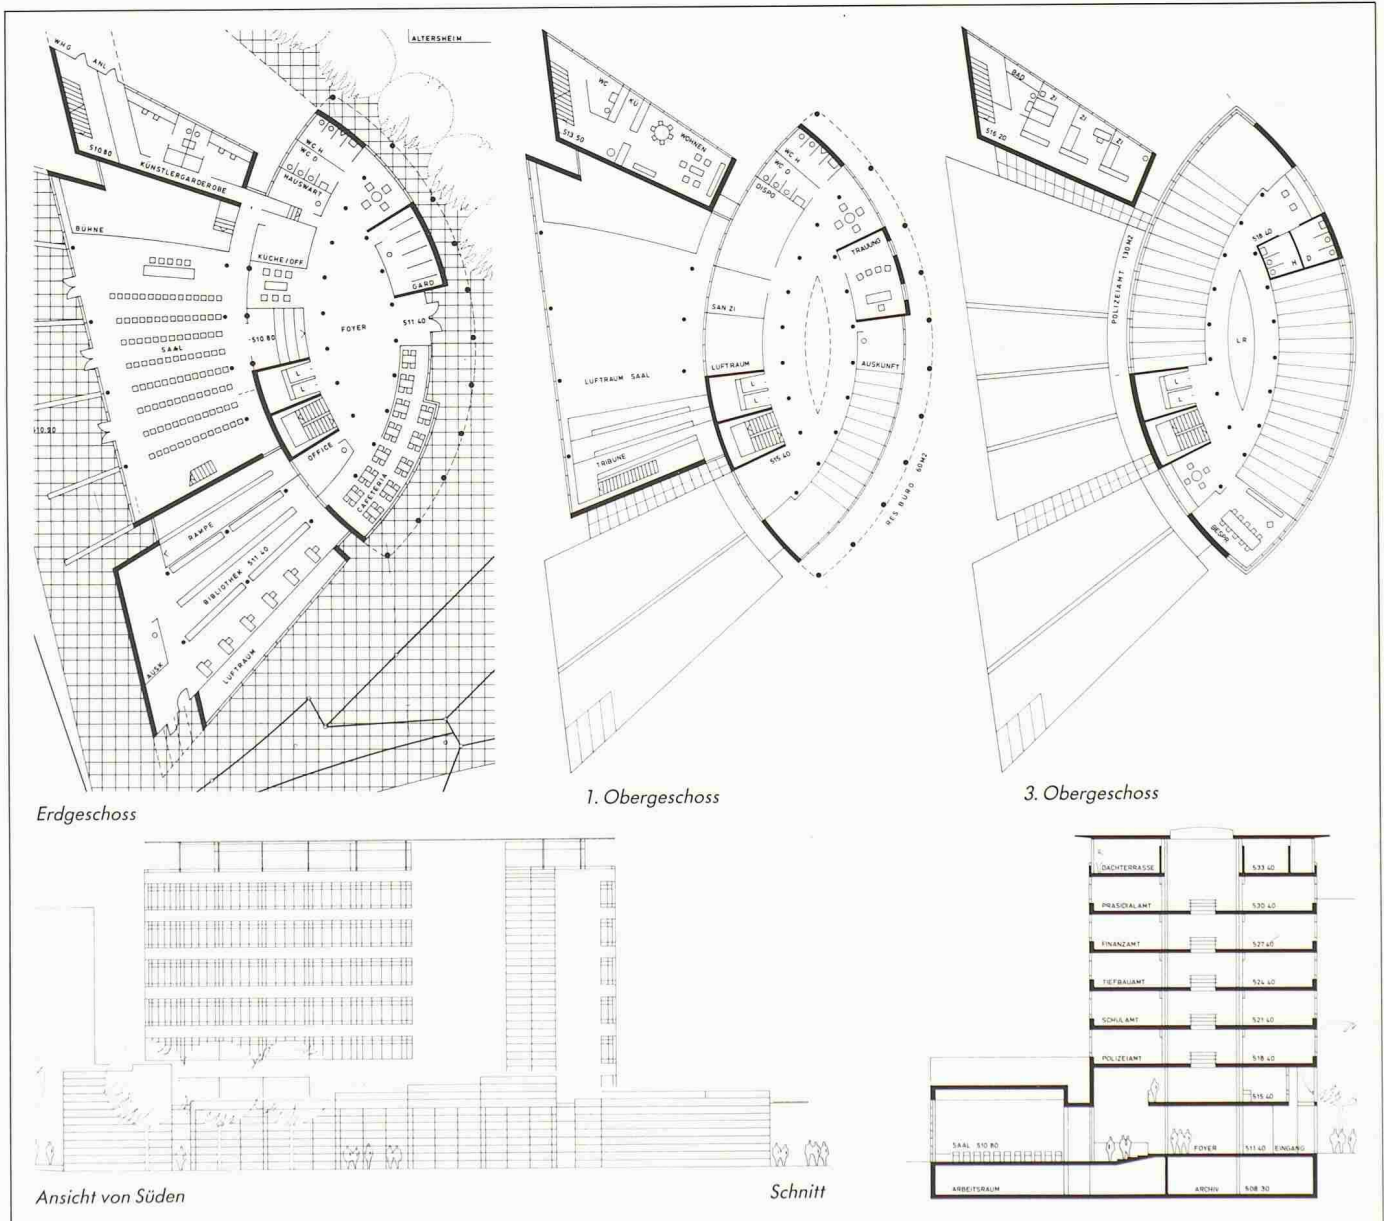 ALTERSHEIM
WHG
ANL
510.80
KÜNSTLERGARDEROBE
WC H
WC D
HAUSWART
BÜHNE
KÜCHE/OFF
GARD
FOYER
511.40
SAAL
-510.80
L
L
510.90
OFFICE
CAFETERIA
RAMPE
BIBLIOTHEK 511.40
AUSK
LUFTRAUM
Erdgeschoss
WC
KÜ
WOHNEN
513.50
WC H
WC D
DISPO
TRAUUNG
SAN ZI
LUFTRAUM
AUSKUNFT
LUFTRAUM SAAL
L
L
TRIBÜNE
515.40
RES. BÜRO 60M2
1. Obergeschoss
BAD
ZI
ZI
ZI
516.20
POLIZEIAMT 130 M2
518.40
H
D
LR
L
L
BESPR.
3. Obergeschoss
Ansicht von Süden
DACHTERRASSE 533.40
PRÄSIDIALAMT 530.40
FINANZAMT 527.40
TIEFBAUAMT 524.40
SCHULAMT 521.40
POLIZEIAMT 518.40
515.40
SAAL 510.80
FOYER 511.40 EINGANG
ARBEITSRAUM
ARCHIV 508.30
Schnitt